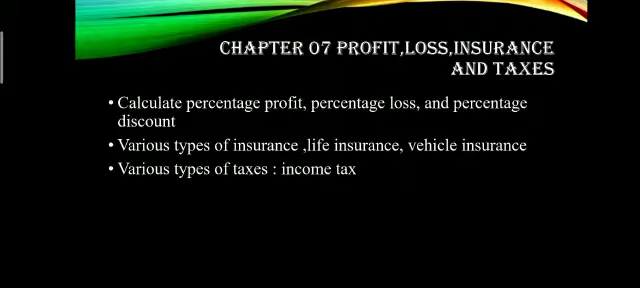 CHAPTER 07 PROFIT,LOSS,INSURANCE
AND TAXES
• Calculate percentage profit, percentage loss, and percentage
discount
• Various types of insurance ,life insurance, vehicle insurance
• Various types of taxes : income tax